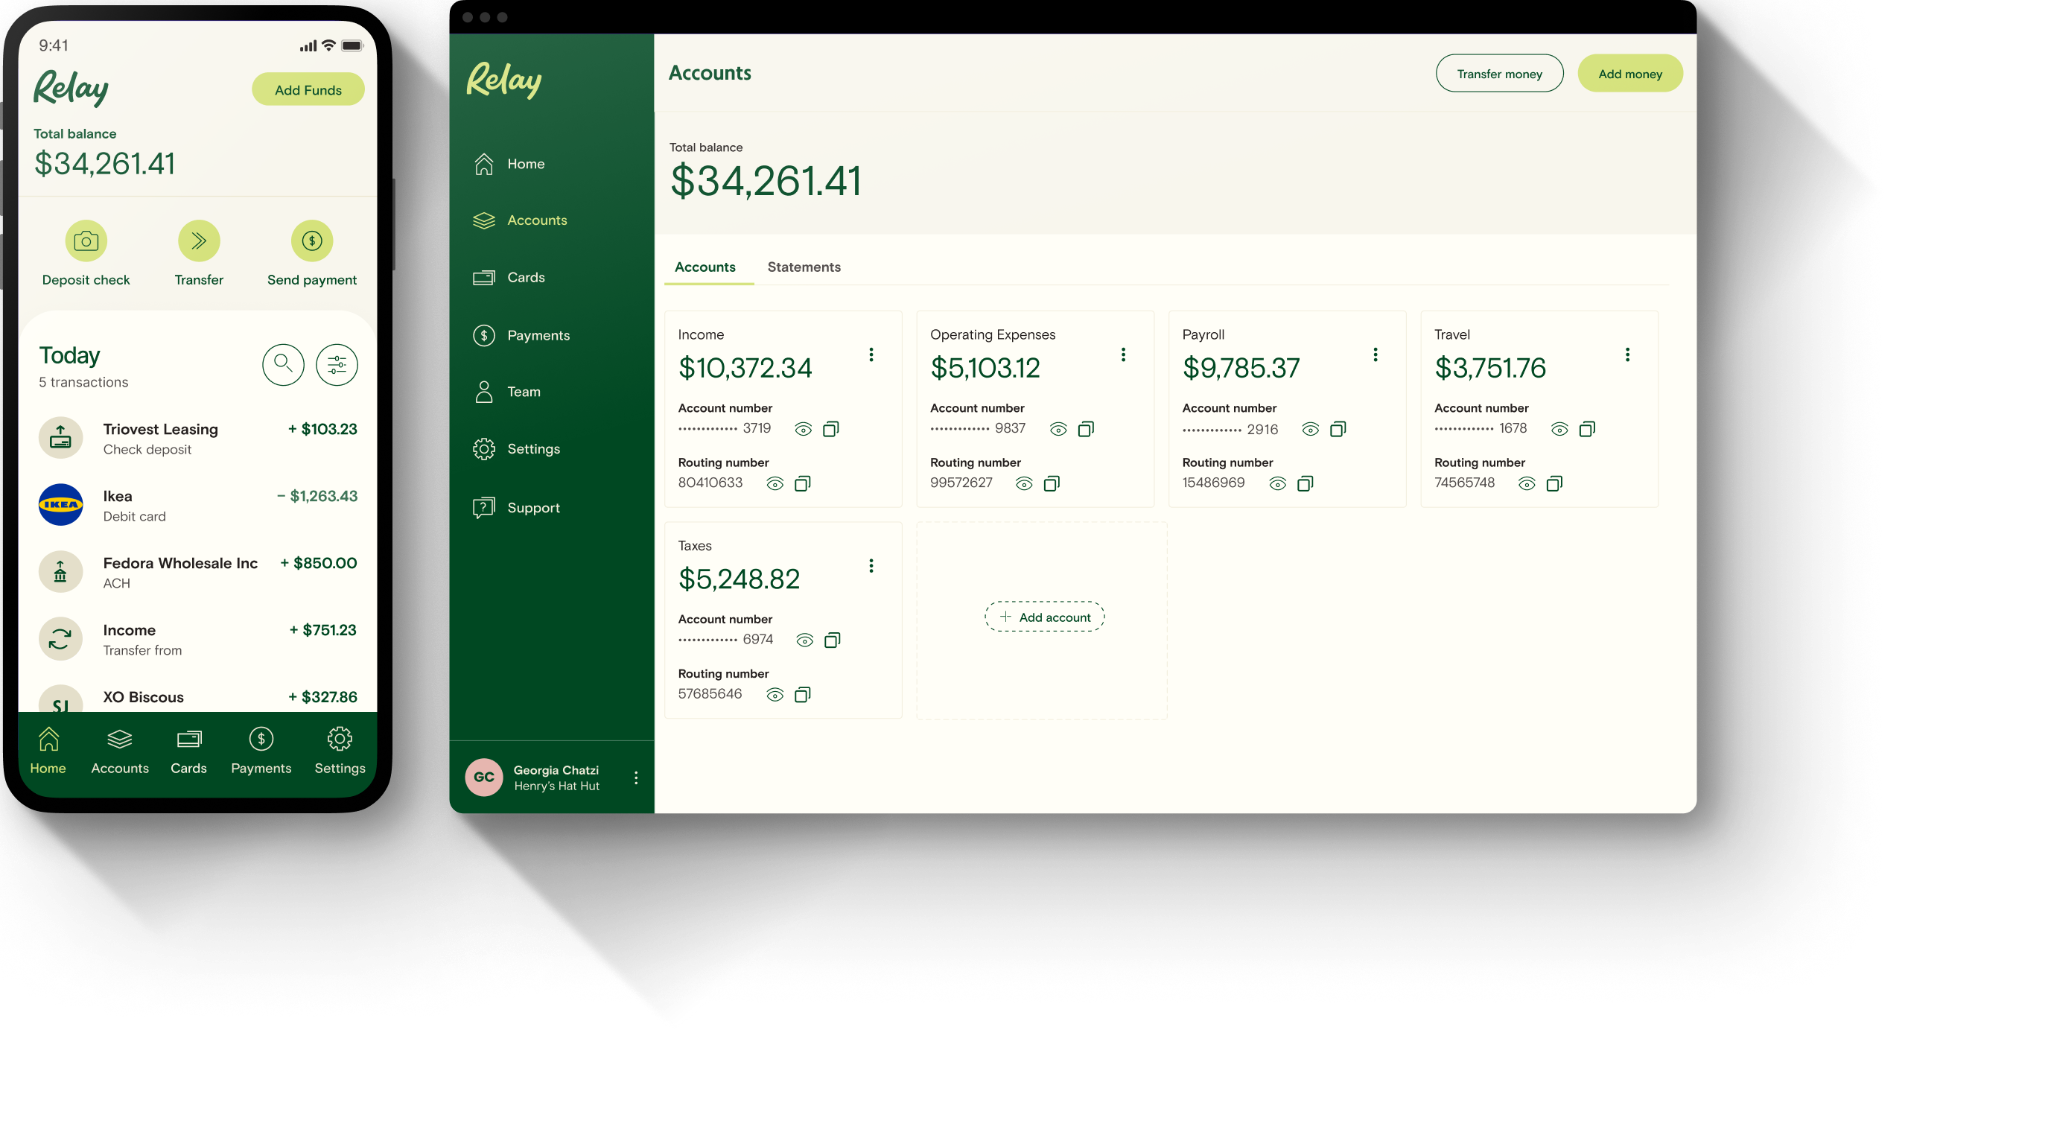 9:41
Relay
Add Funds
Total balance
$34,261.41
Deposit check
Transfer
Send payment
Today
5 transactions
Triovest Leasing
+ $103.23
Check deposit
IKEA
Ikea
− $1,263.43
Debit card
Fedora Wholesale Inc
+ $850.00
ACH
Income
+ $751.23
Transfer from
SJ
XO Biscous
+ $327.86
Home
Accounts
Cards
Payments
Settings
Relay
Home
Accounts
Cards
Payments
Team
Settings
Support
GC
Georgia Chatzi
Henry's Hat Hut
Accounts
Transfer money
Add money
Total balance
$34,261.41
Accounts
Statements
Income
$10,372.34
Account number
•••••••••••• 3719
Routing number
80410633
Operating Expenses
$5,103.12
Account number
•••••••••••• 9837
Routing number
99572627
Payroll
$9,785.37
Account number
•••••••••••• 2916
Routing number
15486969
Travel
$3,751.76
Account number
•••••••••••• 1678
Routing number
74565748
Taxes
$5,248.82
Account number
•••••••••••• 6974
Routing number
57685646
+ Add account